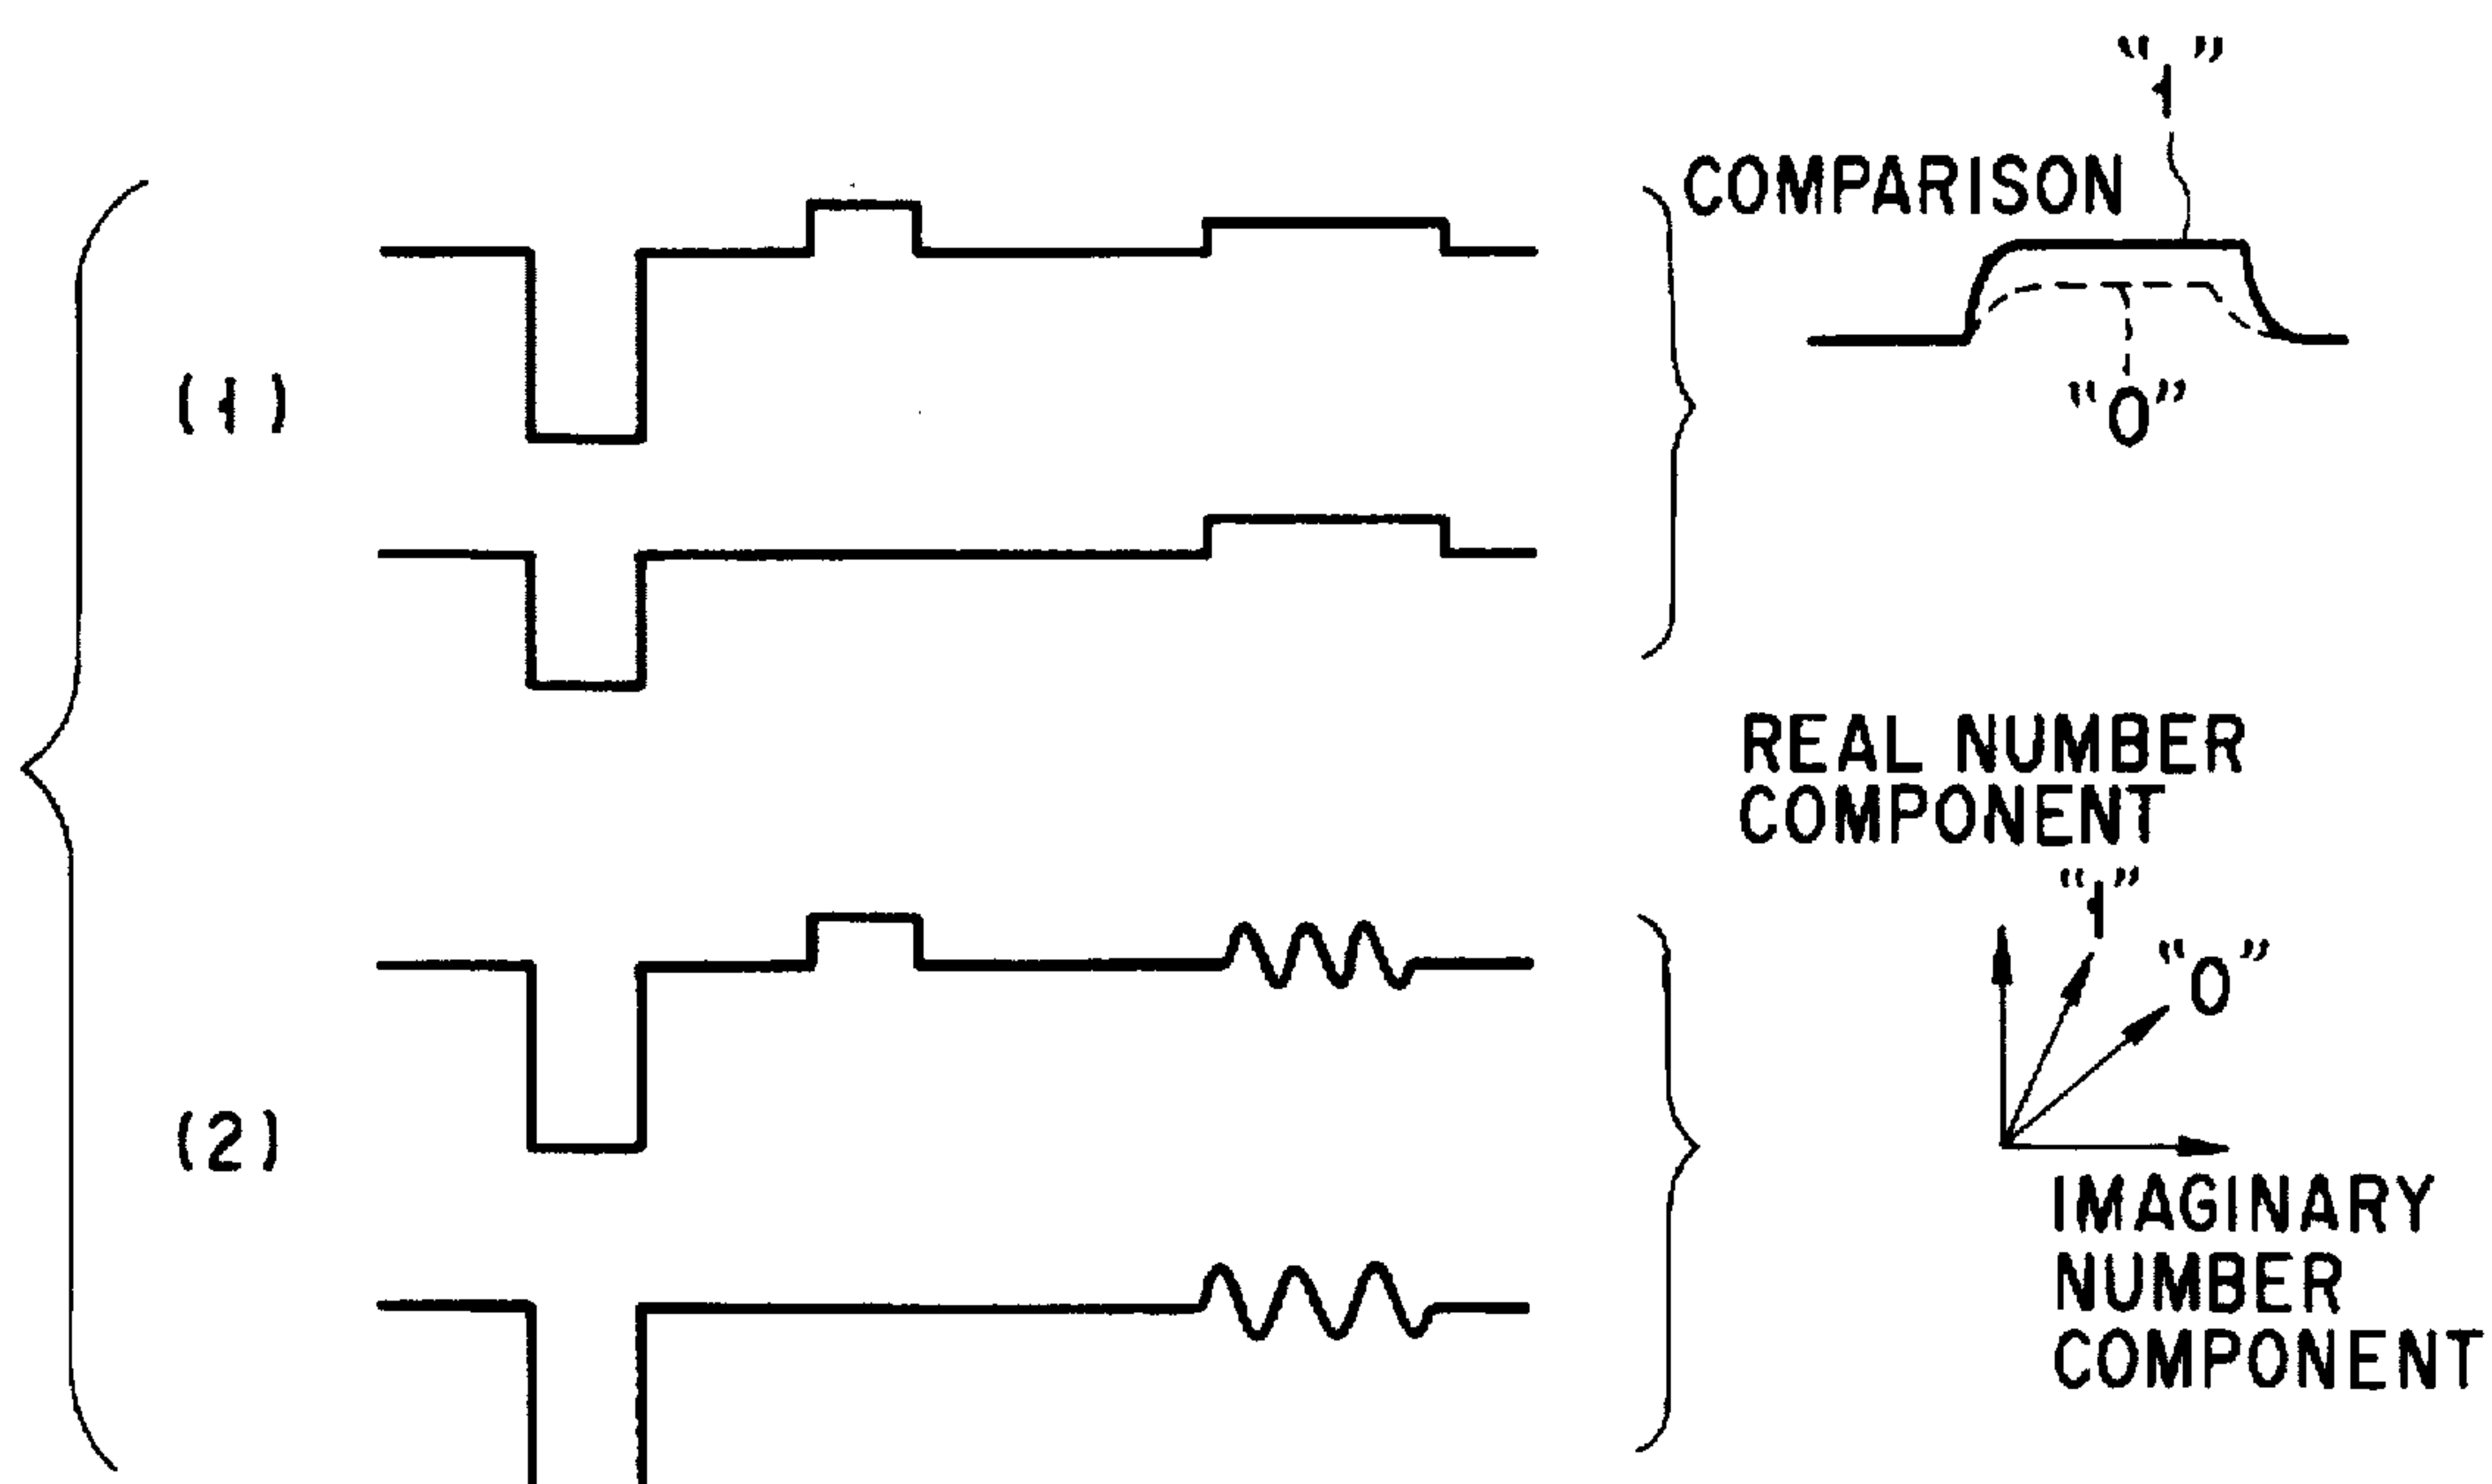 “1”
COMPARISON
(1)
“0”
REAL NUMBER
COMPONENT
“1”
“0”
(2)
IMAGINARY
NUMBER
COMPONENT